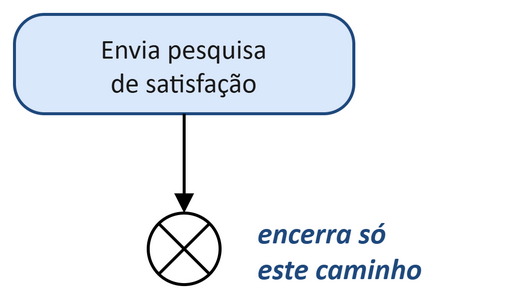 Envia pesquisa
de satisfação
encerra só
este caminho